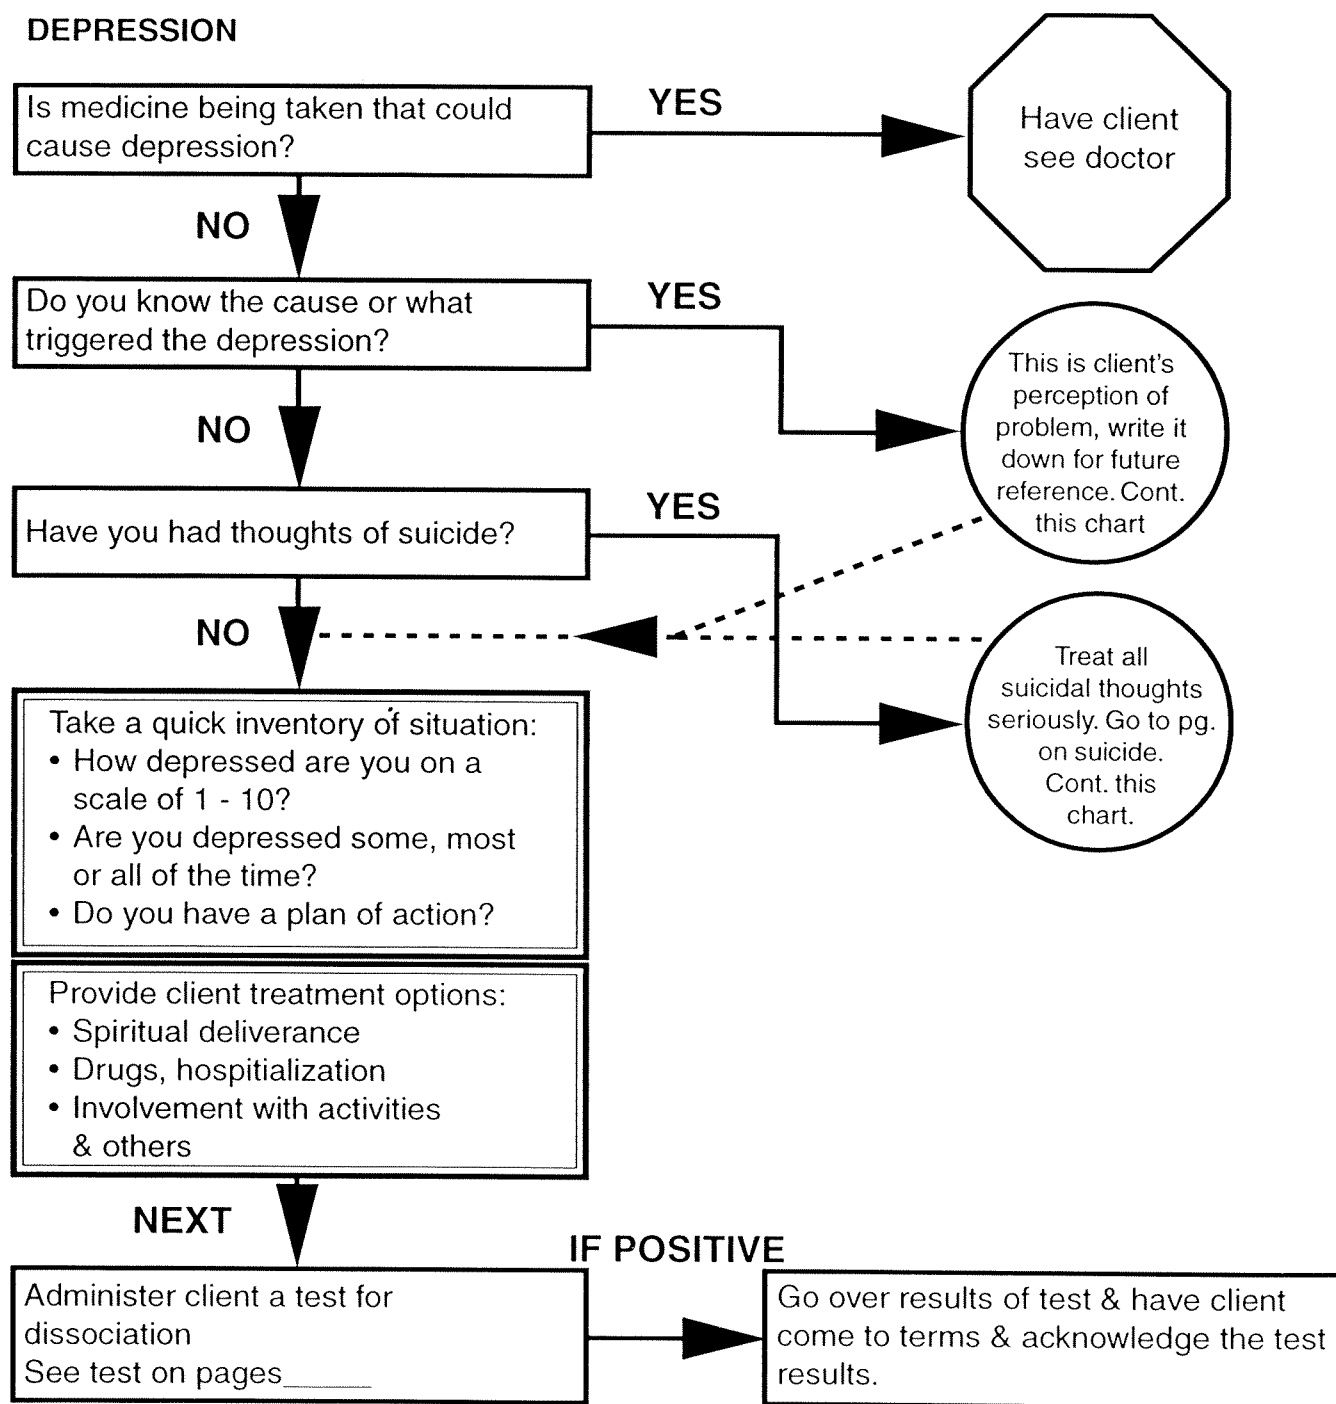 DEPRESSION
Is medicine being taken that could
cause depression?
YES
Have client
see doctor
NO
Do you know the cause or what
triggered the depression?
YES
This is client's
perception of
problem, write it
down for future
reference. Cont.
this chart
NO
Have you had thoughts of suicide?
YES
Treat all
suicidal thoughts
seriously. Go to pg.
on suicide.
Cont. this
chart.
NO
Take a quick inventory of situation:
• How depressed are you on a
scale of 1 - 10?
• Are you depressed some, most
or all of the time?
• Do you have a plan of action?
Provide client treatment options:
• Spiritual deliverance
• Drugs, hospitialization
• Involvement with activities
& others
NEXT
Administer client a test for
dissociation
See test on pages______
IF POSITIVE
Go over results of test & have client
come to terms & acknowledge the test
results.